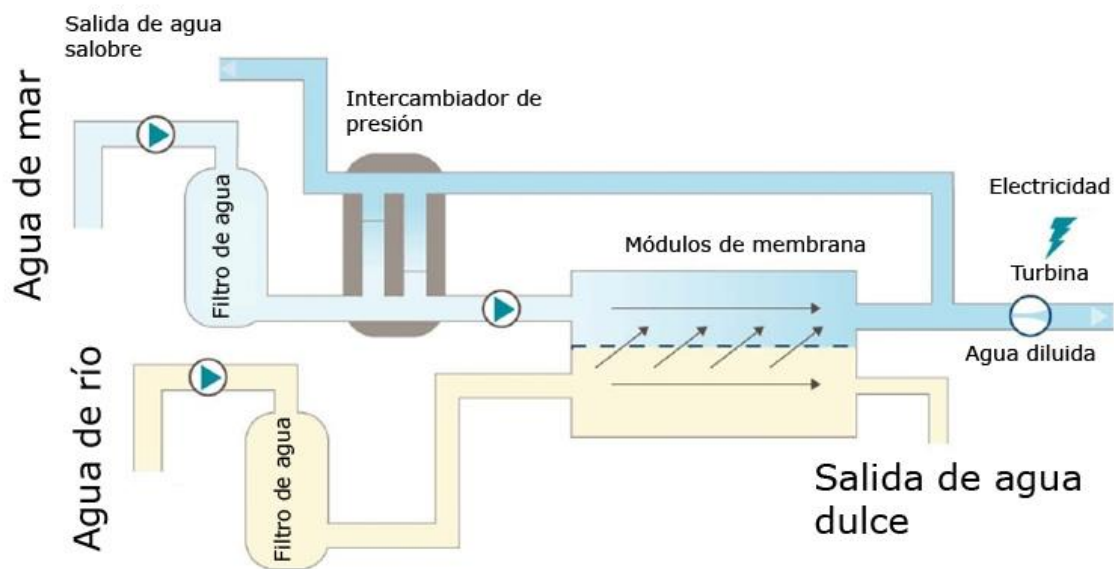 Salida de agua
salobre
Agua de mar
Filtro de agua
Intercambiador de
presión
Módulos de membrana
Electricidad
Turbina
Agua diluida
Agua de río
Filtro de agua
Salida de agua
dulce